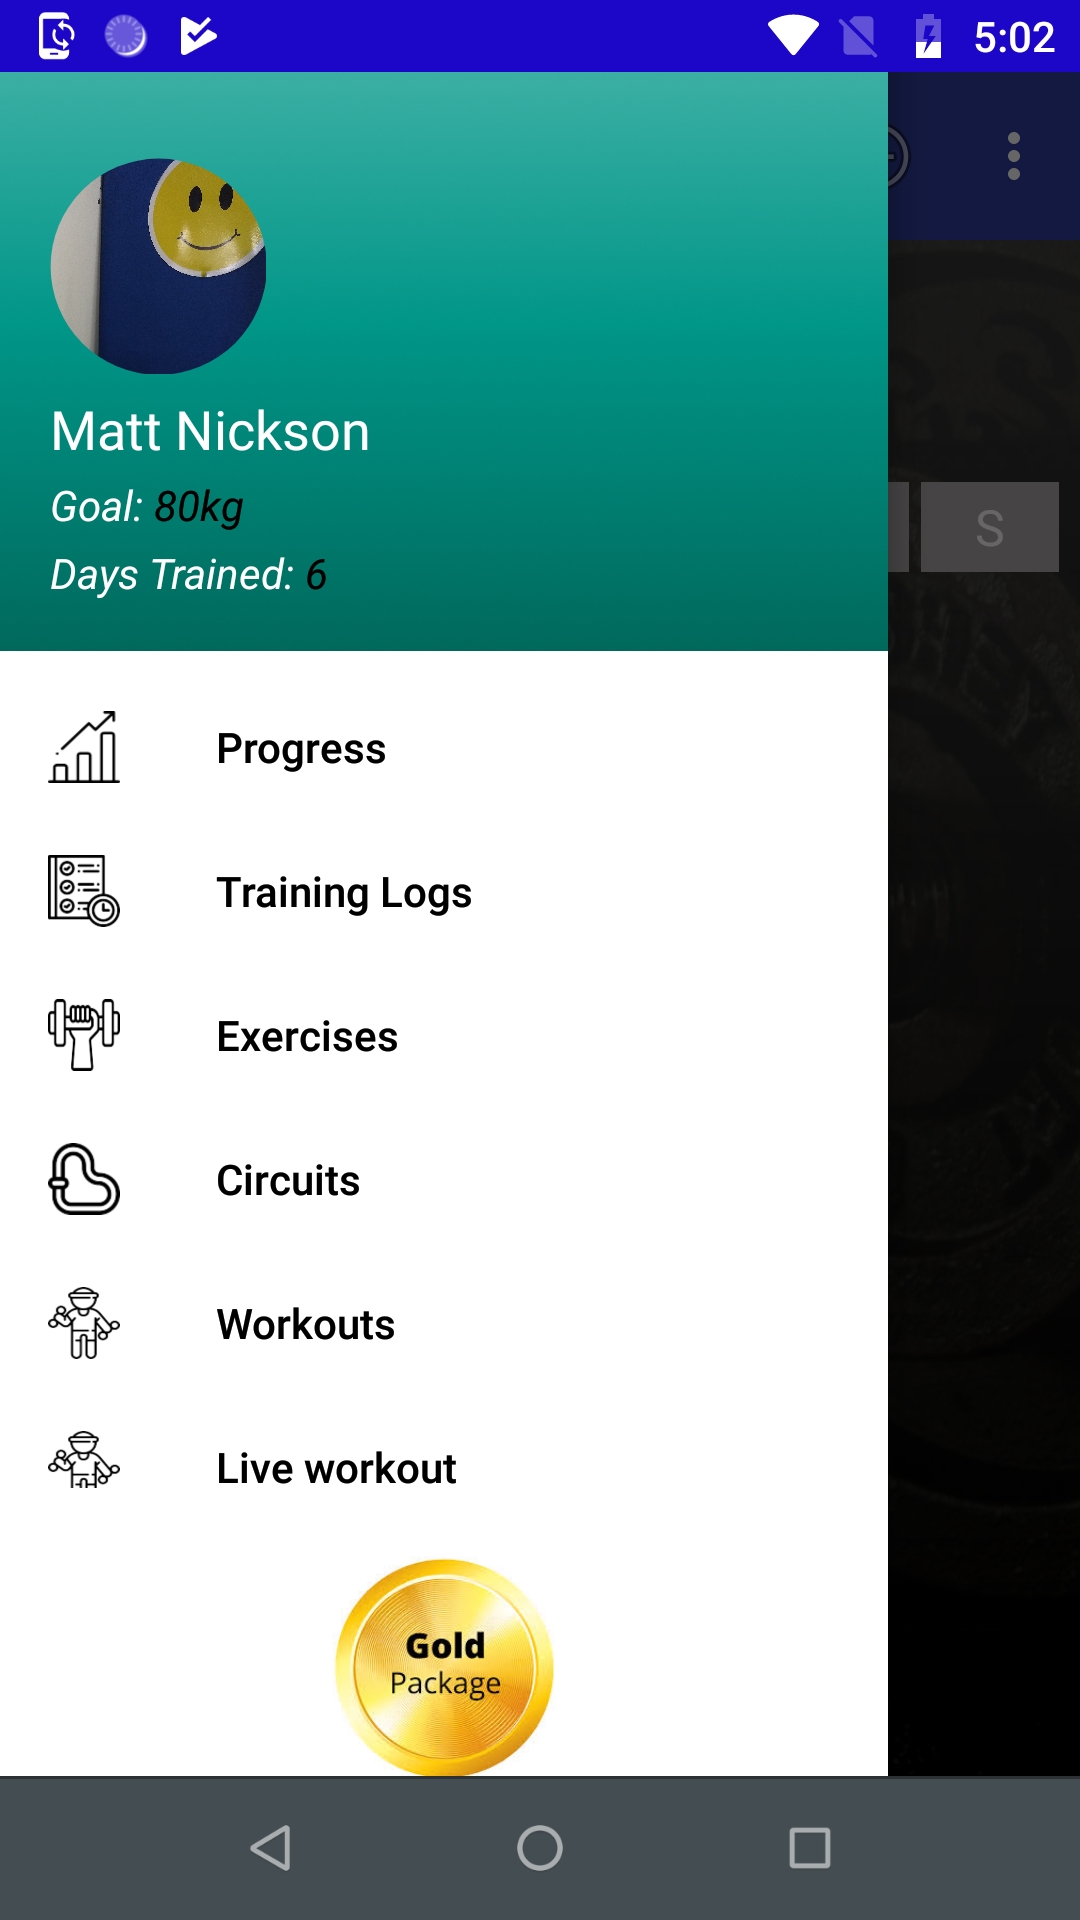 5:02
Matt Nickson
Goal: 80kg
Days Trained: 6
S
Progress
Training Logs
Exercises
Circuits
Workouts
Live workout
Gold
Package